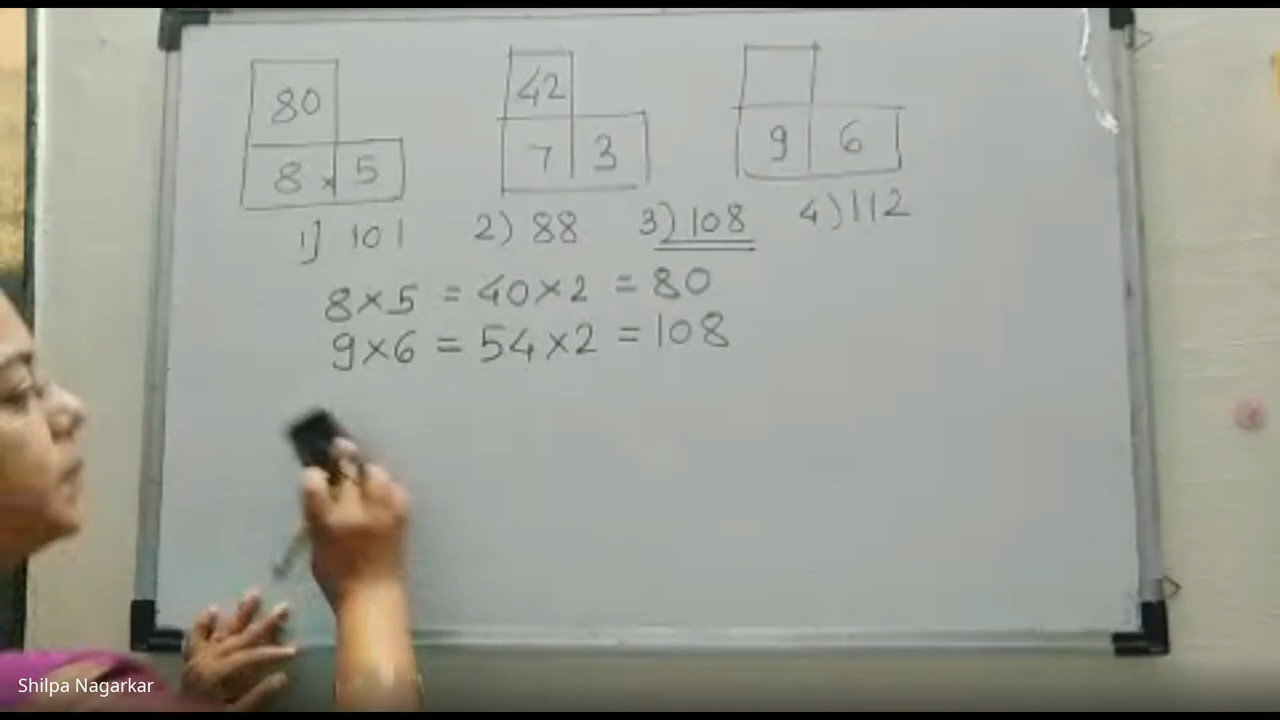 80 42
8 × 5 7 3 9 6
1] 101 2) 88 3) 108 4) 112
8×5 = 40×2 = 80
9×6 = 54×2 = 108
Shilpa Nagarkar